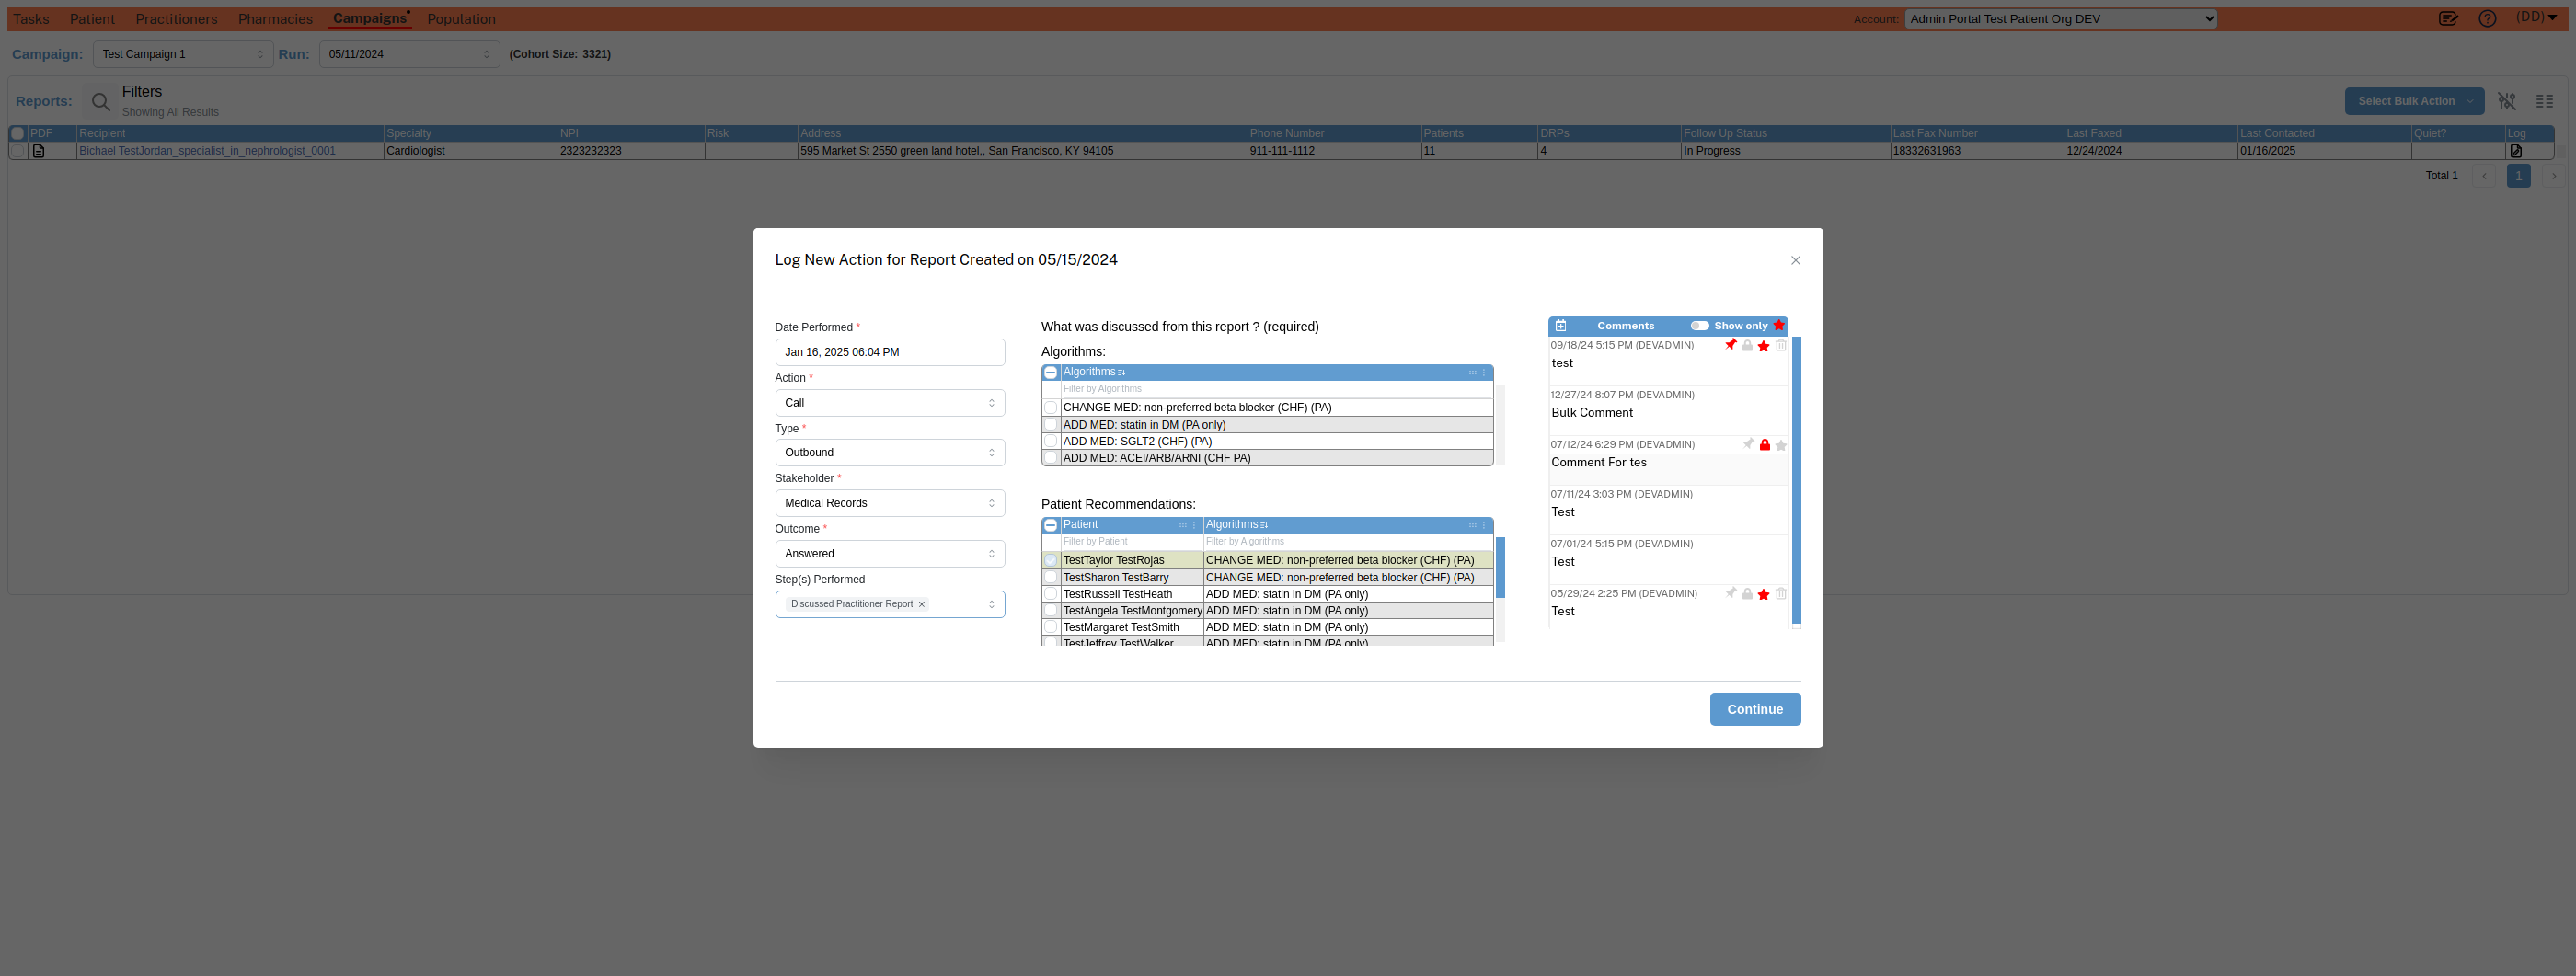 Tasks Patient Practitioners Pharmacies Campaigns Population Account: Admin Portal Test Patient Org DEV (DD)
Campaign: Test Campaign 1 Run: 05/11/2024 (Cohort Size: 3321)
Reports: Filters Select Bulk Action
Showing All Results
PDF Recipient Specialty NPI Risk Address Phone Number Patients DRPs Follow Up Status Last Fax Number Last Faxed Last Contacted Quiet? Log
Bichael TestJordan_specialist_in_nephrologist_0001 Cardiologist 2323232323 595 Market St 2550 green land hotel,, San Francisco, KY 94105 911-111-1112 11 4 In Progress 18332631963 12/24/2024 01/16/2025
Total 1 1
Log New Action for Report Created on 05/15/2024
Date Performed *
Jan 16, 2025 06:04 PM
Action *
Call
Type *
Outbound
Stakeholder *
Medical Records
Outcome *
Answered
Step(s) Performed
Discussed Practitioner Report
What was discussed from this report ? (required)
Algorithms:
Algorithms
Filter by Algorithms
CHANGE MED: non-preferred beta blocker (CHF) (PA)
ADD MED: statin in DM (PA only)
ADD MED: SGLT2 (CHF) (PA)
ADD MED: ACEI/ARB/ARNI (CHF PA)
Patient Recommendations:
Patient Algorithms
Filter by Patient Filter by Algorithms
TestTaylor TestRojas CHANGE MED: non-preferred beta blocker (CHF) (PA)
TestSharon TestBarry CHANGE MED: non-preferred beta blocker (CHF) (PA)
TestRussell TestHeath ADD MED: statin in DM (PA only)
TestAngela TestMontgomery ADD MED: statin in DM (PA only)
TestMargaret TestSmith ADD MED: statin in DM (PA only)
TestJeffrey TestWalker ADD MED: statin in DM (PA only)
Comments Show only
09/18/24 5:15 PM (DEVADMIN)
test
12/27/24 8:07 PM (DEVADMIN)
Bulk Comment
07/12/24 6:29 PM (DEVADMIN)
Comment For tes
07/11/24 3:03 PM (DEVADMIN)
Test
07/01/24 5:15 PM (DEVADMIN)
Test
05/29/24 2:25 PM (DEVADMIN)
Test
Continue